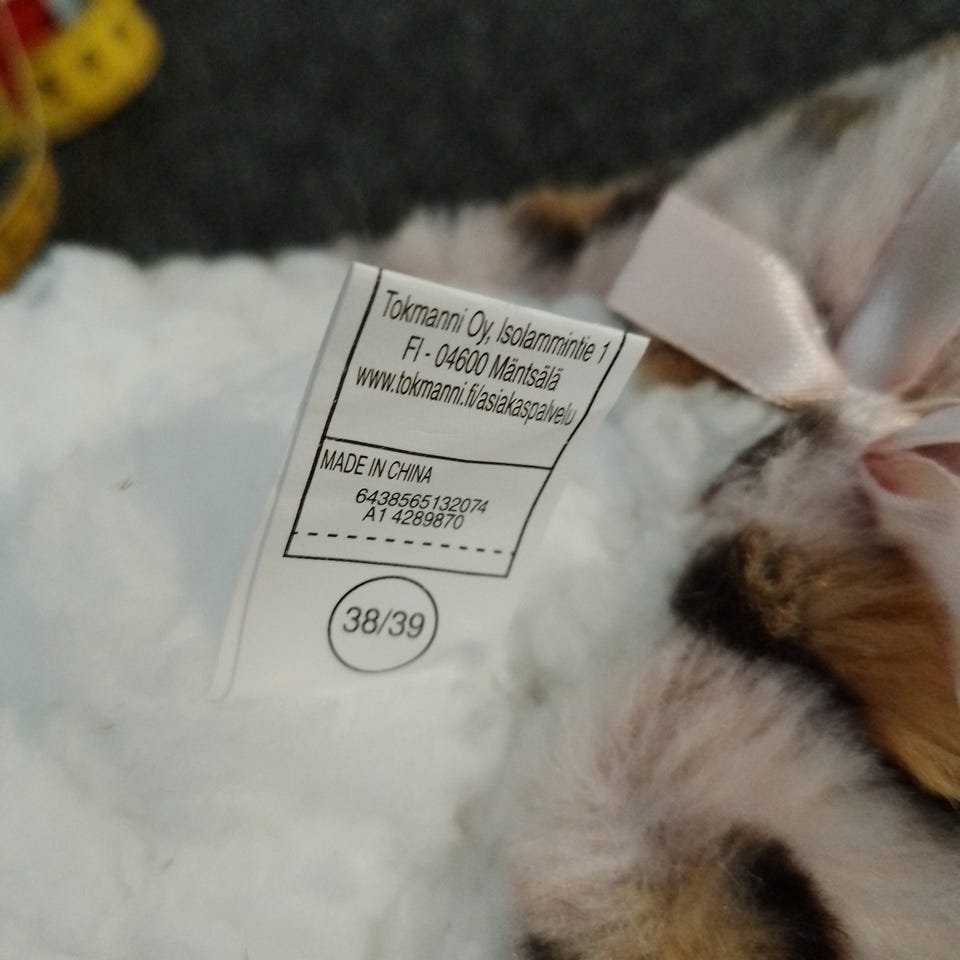 Tokmanni Oy, Isolammintie 1
FI - 04600 Mäntsälä
www.tokmanni.fi/asiakaspalvelu
MADE IN CHINA
6438565132074
A1 4289870
38/39